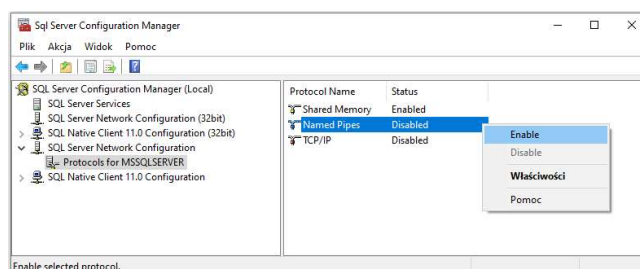 Sql Server Configuration Manager
Plik Akcja Widok Pomoc
SQL Server Configuration Manager (Local)
SQL Server Services
SQL Server Network Configuration (32bit)
SQL Native Client 11.0 Configuration (32bit)
SQL Server Network Configuration
Protocols for MSSQLSERVER
SQL Native Client 11.0 Configuration
Protocol Name Status
Shared Memory Enabled
Named Pipes Disabled
TCP/IP Disabled
Enable
Disable
Właściwości
Pomoc
Enable selected protocol.